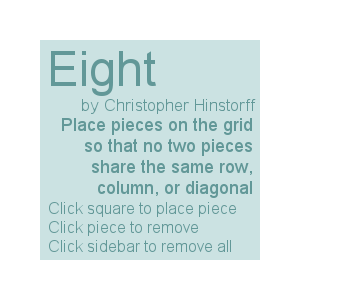 Eight
by Christopher Hinstorff
Place pieces on the grid
so that no two pieces
share the same row,
column, or diagonal
Click square to place piece
Click piece to remove
Click sidebar to remove all